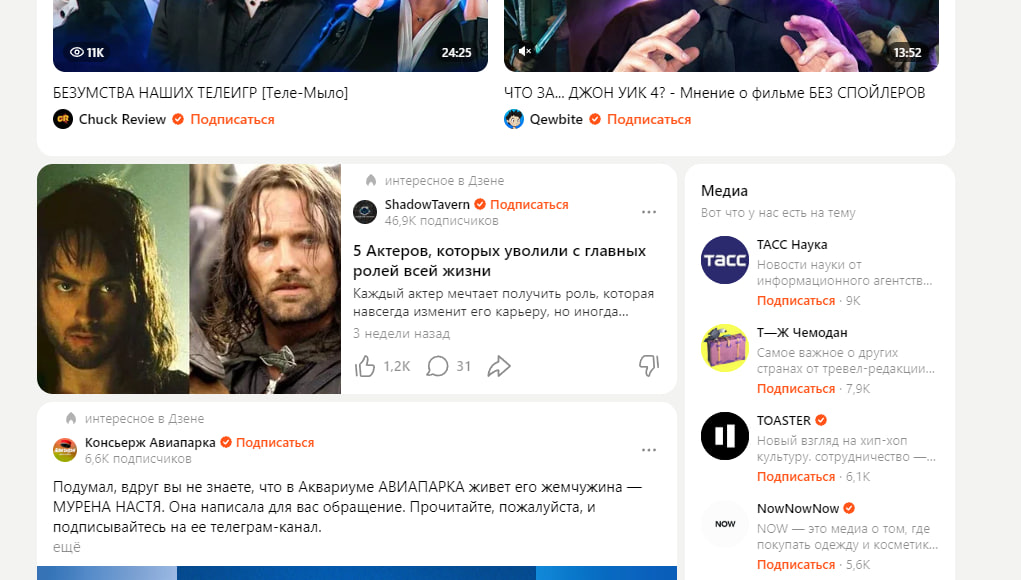 11K
24:25
13:52
БЕЗУМСТВА НАШИХ ТЕЛЕИГР [Теле-Мыло]
GR
Chuck Review Подписаться
ЧТО ЗА... ДЖОН УИК 4? - Мнение о фильме БЕЗ СПОЙЛЕРОВ
Qewbite Подписаться
интересное в Дзене
ShadowTavern Подписаться
46,9K подписчиков
5 Актеров, которых уволили с главных
ролей всей жизни
Каждый актер мечтает получить роль, которая
навсегда изменит его карьеру, но иногда…
3 недели назад
1,2K
31
интересное в Дзене
Консьерж Авиапарка Подписаться
6,6K подписчиков
Подумал, вдруг вы не знаете, что в Аквариуме АВИАПАРКА живет его жемчужина —
МУРЕНА НАСТЯ. Она написала для вас обращение. Прочитайте, пожалуйста, и
подписывайтесь на ее телеграм-канал.
ещё
Медиа
Вот что у нас есть на тему
ТАСС
ТАСС Наука
Новости науки от
информационного агентств…
Подписаться · 9K
Т—Ж Чемодан
Самое важное о других
странах от тревел-редакции…
Подписаться · 7,9K
TOASTER
Новый взгляд на хип-хоп
культуру. сотрудничество —…
Подписаться · 6,1K
NOW
NowNowNow
NOW — это медиа о том, где
покупать одежду и косметик…
Подписаться · 5,6K